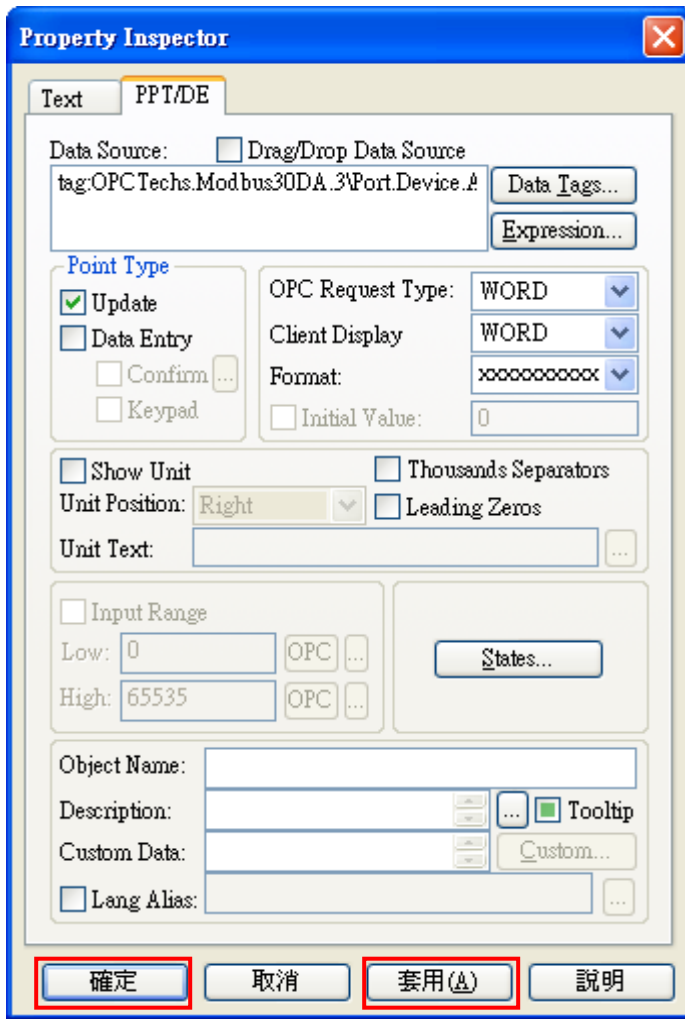 Property Inspector
Text PPT/DE
Data Source: Drag/Drop Data Source
tag:OPCTechs.Modbus30DA.3\Port.Device.A Data Tags...
Expression...
Point Type
Update
Data Entry
Confirm ...
Keypad
OPC Request Type: WORD
Client Display WORD
Format: xxxxxxxxxxx
Initial Value: 0
Show Unit Thousands Separators
Unit Position: Right Leading Zeros
Unit Text: ...
Input Range
Low: 0 OPC ...
High: 65535 OPC ...
States...
Object Name:
Description: ... Tooltip
Custom Data: Custom...
Lang Alias: ...
確定 取消 套用(A) 說明